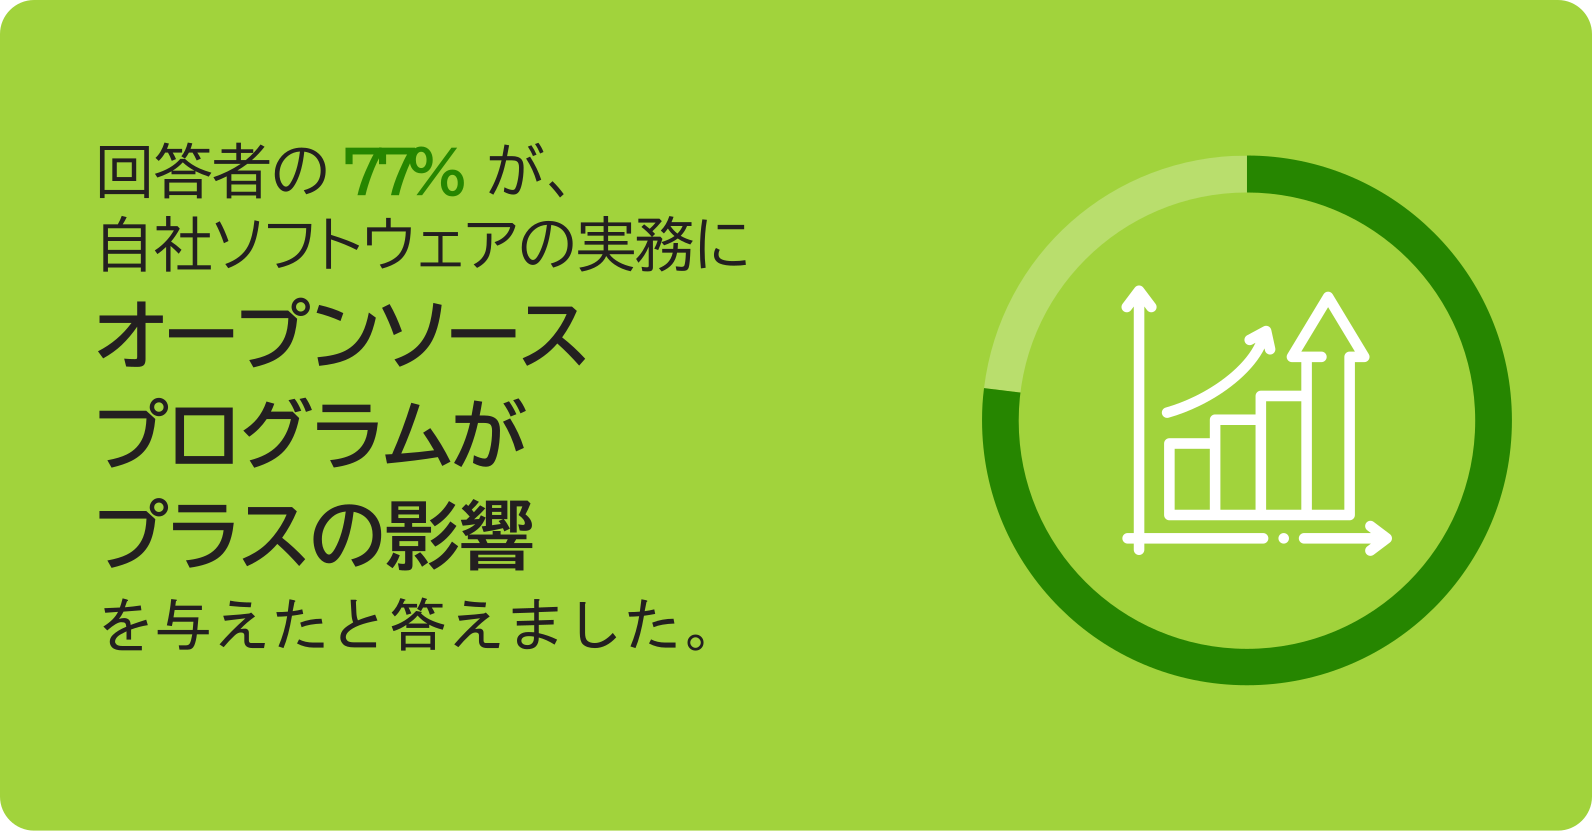 回答者の 77% が、
自社ソフトウェアの実務に
オープンソース
プログラムが
プラスの影響
を与えたと答えました。